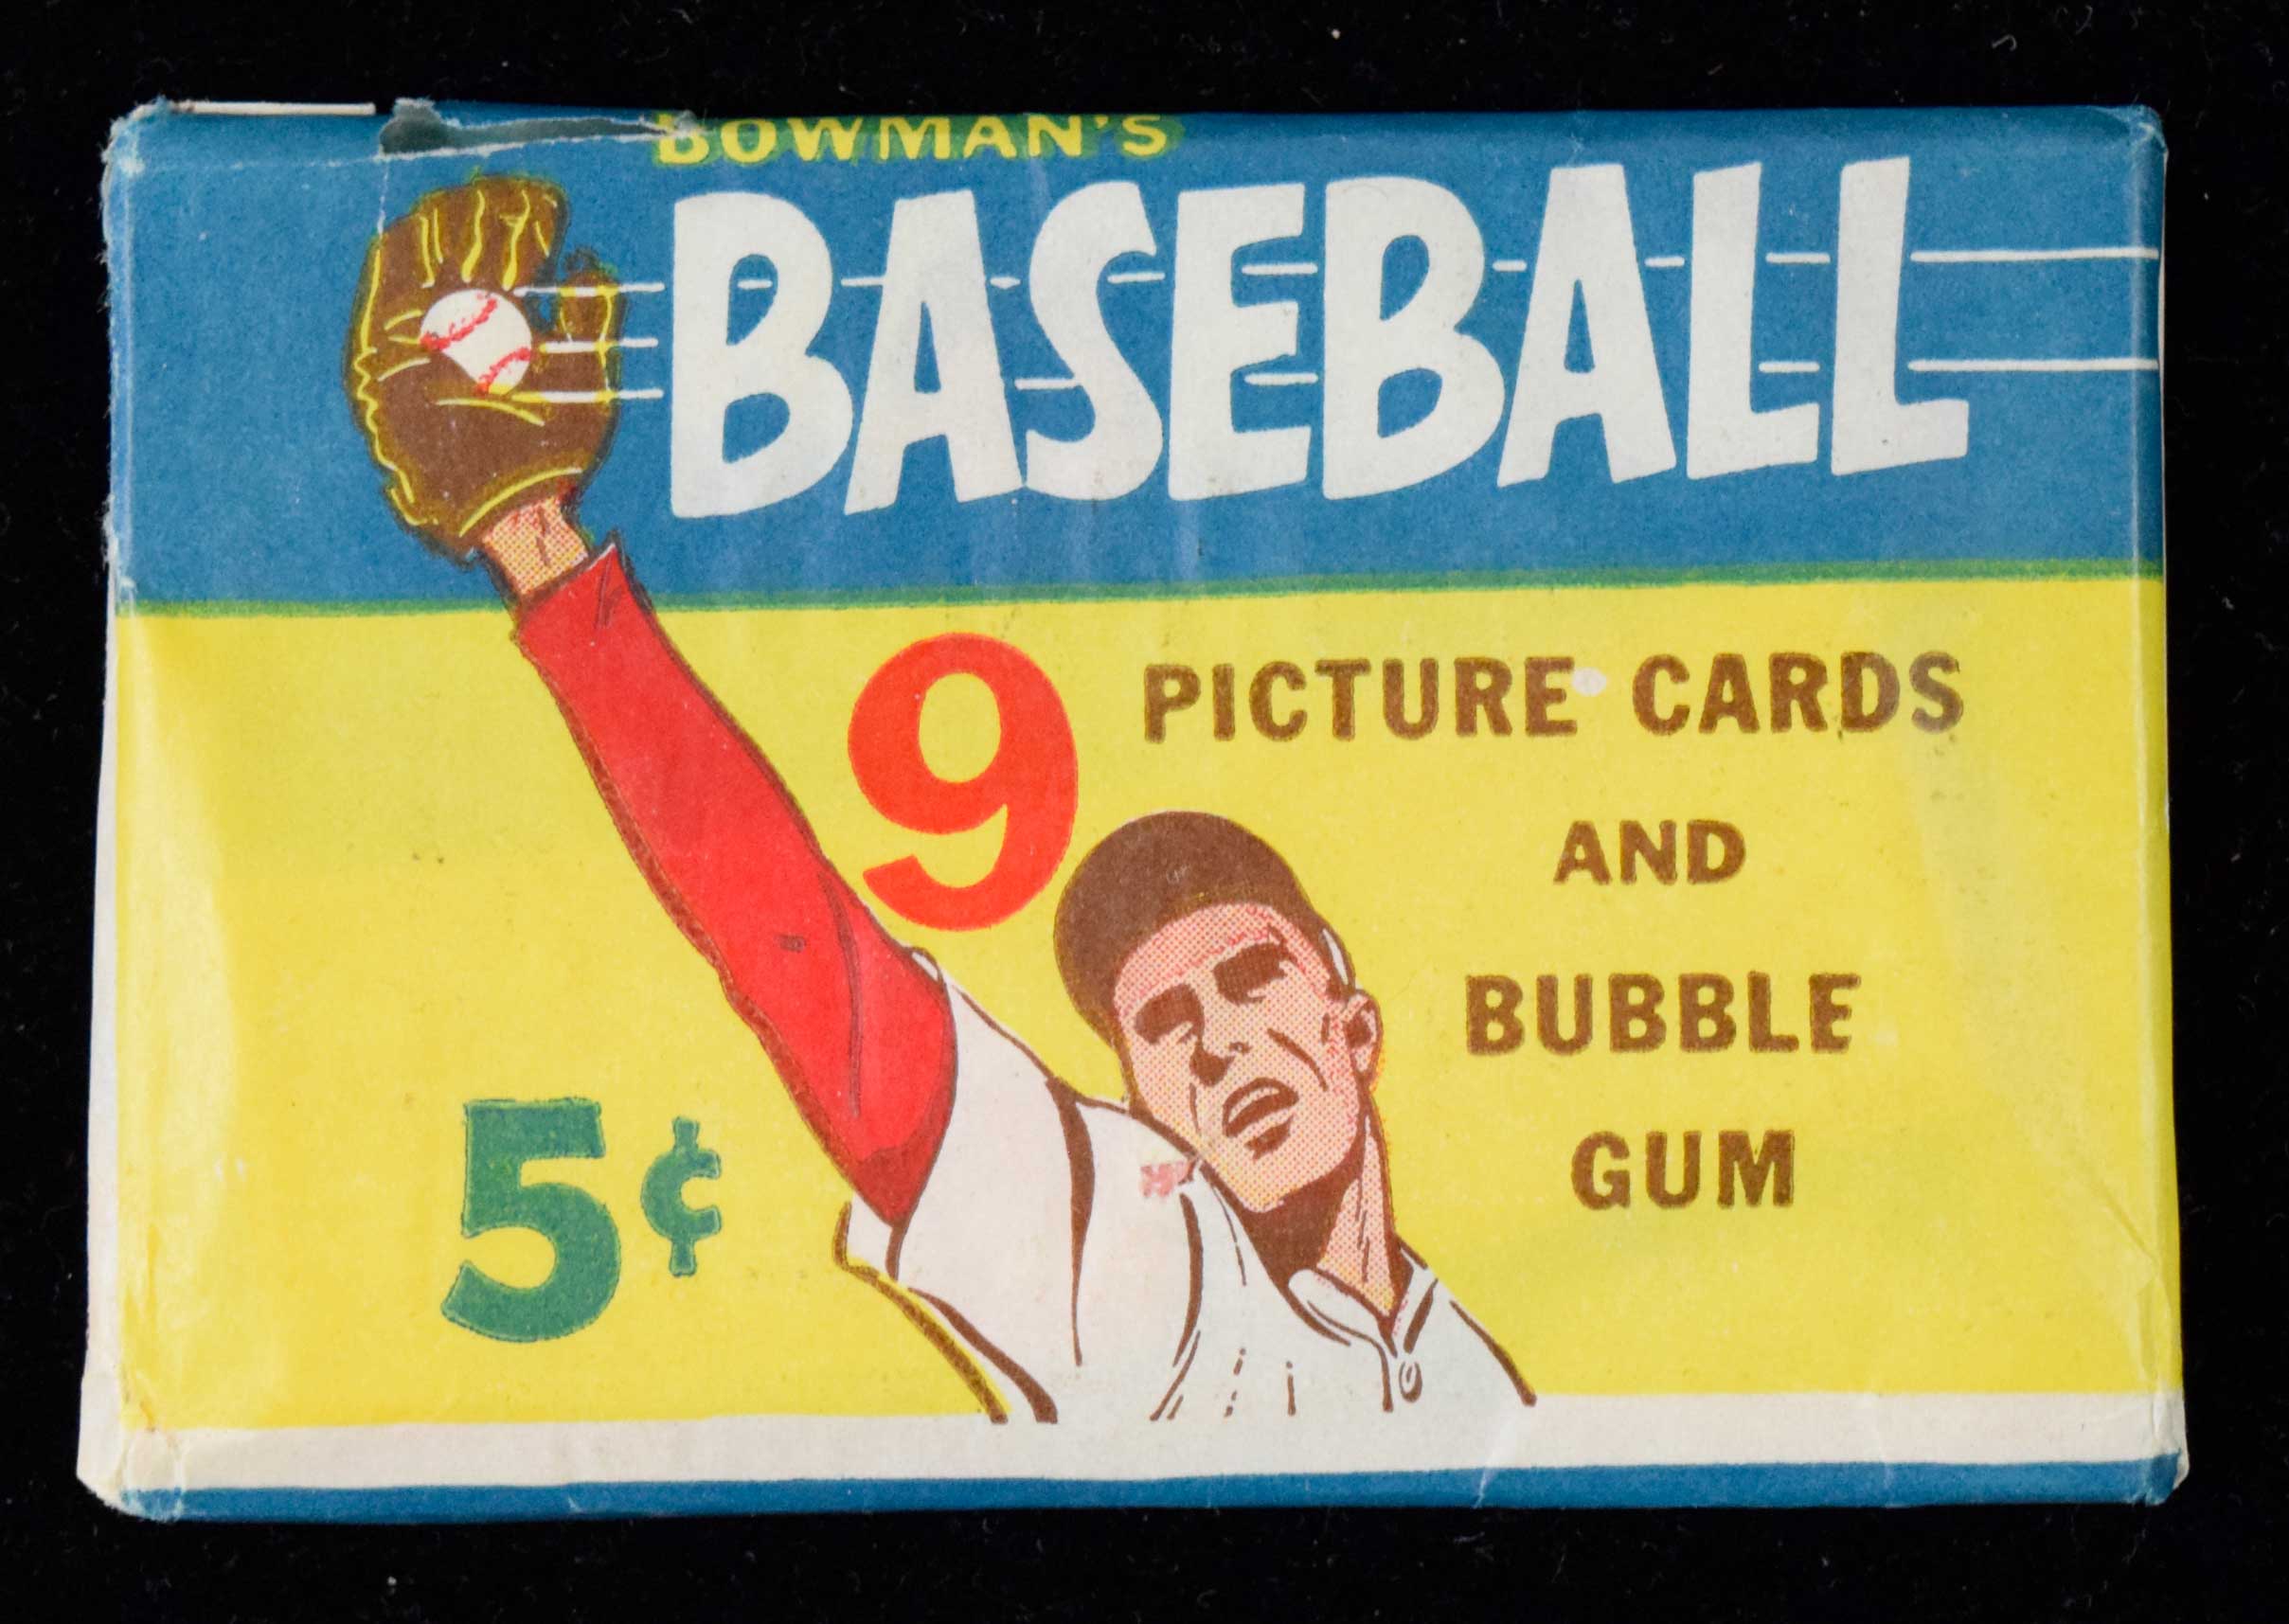 BOWMAN'S
BASEBALL
9 PICTURE CARDS
AND
BUBBLE
GUM
5¢